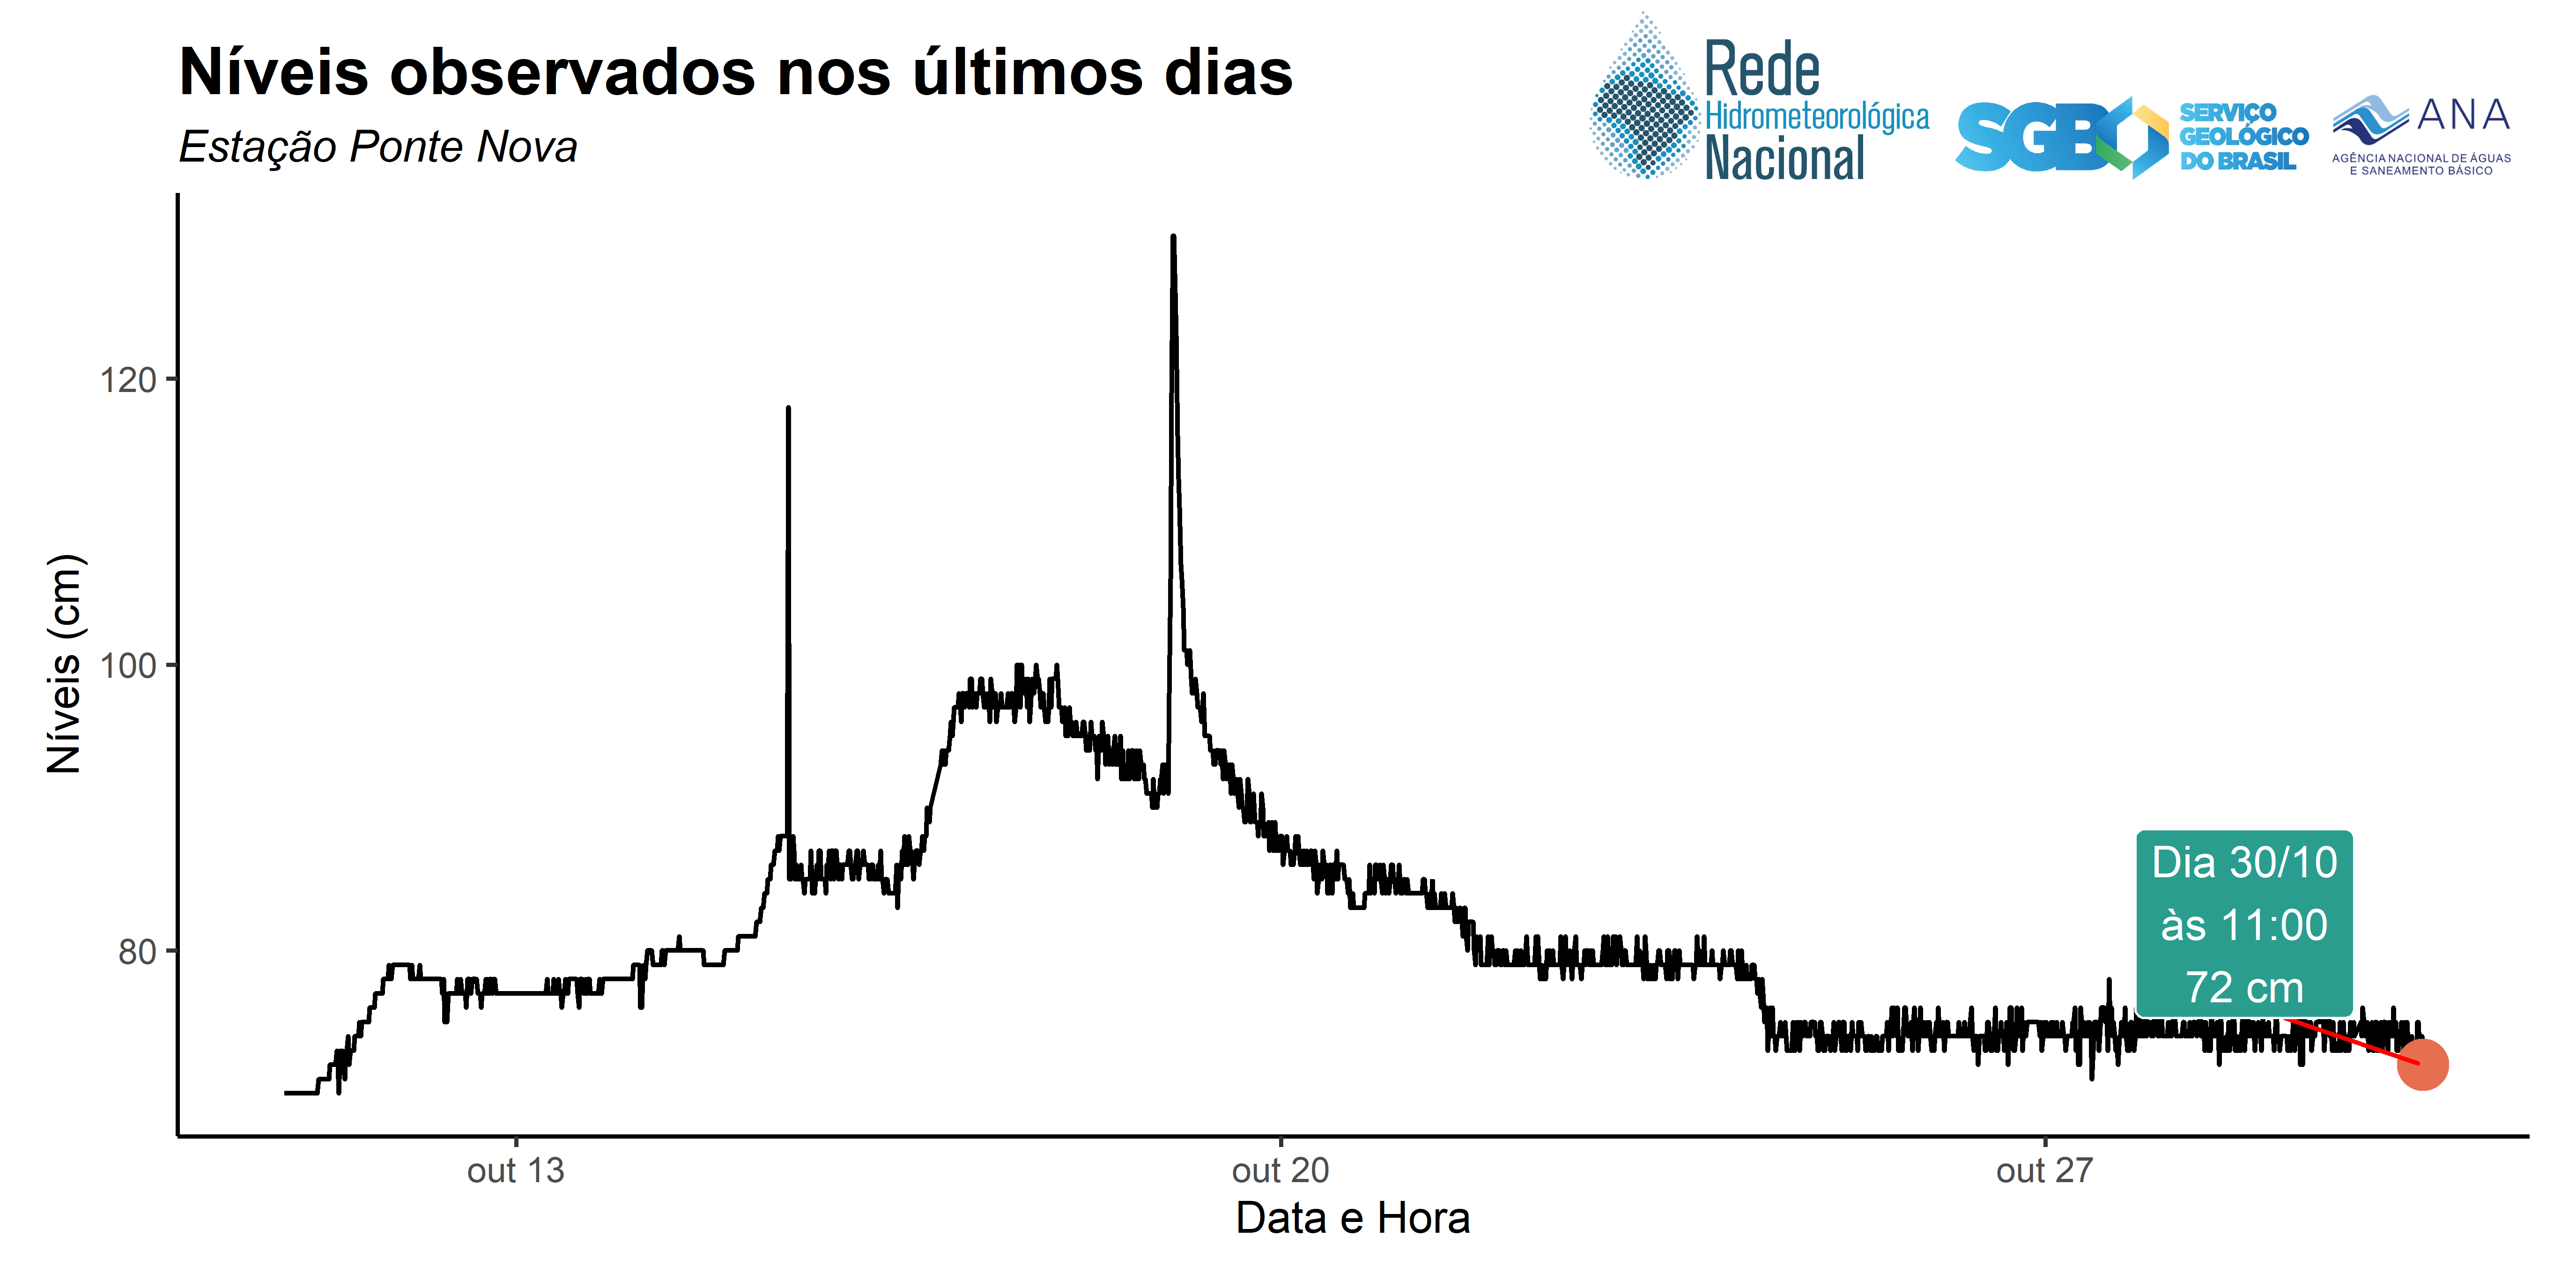 Níveis observados nos últimos dias
Estação Ponte Nova
Rede
Hidrometeorológica
Nacional
SGB
SERVIÇO
GEOLÓGICO
DO BRASIL
ANA
AGÊNCIA NACIONAL DE ÁGUAS
E SANEAMENTO BÁSICO
Níveis (cm)
120
100
80
Dia 30/10
às 11:00
72 cm
out 13
out 20
out 27
Data e Hora